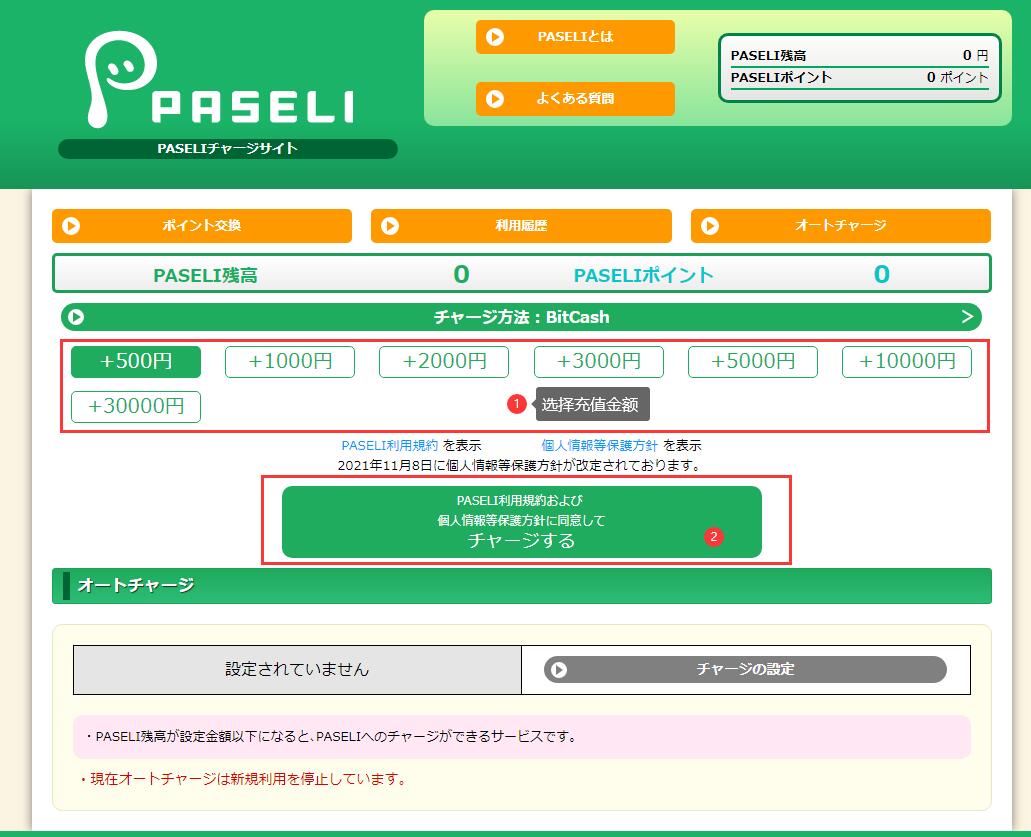 PASELI
PASELIチャージサイト
PASELIとは
よくある質問
PASELI残高 0 円
PASELIポイント 0 ポイント
ポイント交換 利用履歴 オートチャージ
PASELI残高 0 PASELIポイント 0
チャージ方法:BitCash
+500円 +1000円 +2000円 +3000円 +5000円 +10000円
+30000円 1 选择充值金额
PASELI利用規約 を表示 個人情報等保護方針 を表示
2021年11月8日に個人情報等保護方針が改定されております。
PASELI利用規約および
個人情報等保護方針に同意して
チャージする 2
オートチャージ
設定されていません チャージの設定
・PASELI残高が設定金額以下になると、PASELIへのチャージができるサービスです。
・現在オートチャージは新規利用を停止しています。